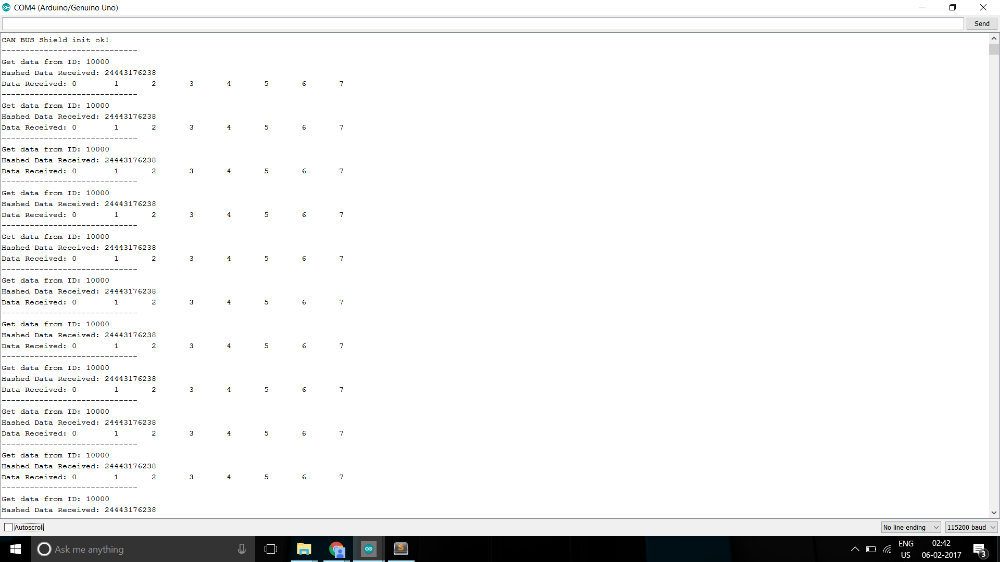 COM4 (Arduino/Genuino Uno)
Send
CAN BUS Shield init ok!
-----------------------------
Get data from ID: 10000
Hashed Data Received: 24443176238
Data Received: 0 1 2 3 4 5 6 7
-----------------------------
Get data from ID: 10000
Hashed Data Received: 24443176238
Data Received: 0 1 2 3 4 5 6 7
-----------------------------
Get data from ID: 10000
Hashed Data Received: 24443176238
Data Received: 0 1 2 3 4 5 6 7
-----------------------------
Get data from ID: 10000
Hashed Data Received: 24443176238
Data Received: 0 1 2 3 4 5 6 7
-----------------------------
Get data from ID: 10000
Hashed Data Received: 24443176238
Data Received: 0 1 2 3 4 5 6 7
-----------------------------
Get data from ID: 10000
Hashed Data Received: 24443176238
Data Received: 0 1 2 3 4 5 6 7
-----------------------------
Get data from ID: 10000
Hashed Data Received: 24443176238
Data Received: 0 1 2 3 4 5 6 7
-----------------------------
Get data from ID: 10000
Hashed Data Received: 24443176238
Data Received: 0 1 2 3 4 5 6 7
-----------------------------
Get data from ID: 10000
Hashed Data Received: 24443176238
Data Received: 0 1 2 3 4 5 6 7
-----------------------------
Get data from ID: 10000
Hashed Data Received: 24443176238
Data Received: 0 1 2 3 4 5 6 7
-----------------------------
Get data from ID: 10000
Hashed Data Received: 24443176238
Autoscroll
No line ending
115200 baud
Ask me anything
S
ENG
US
02:42
06-02-2017
3